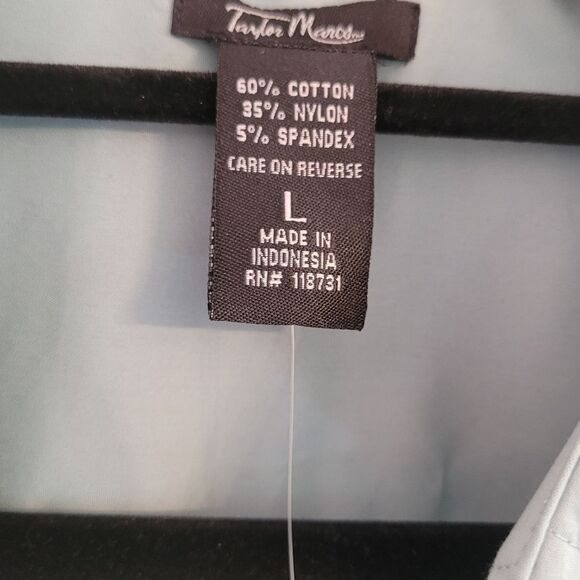 Taylor Marcs
60% COTTON
35% NYLON
5% SPANDEX
CARE ON REVERSE
L
MADE IN
INDONESIA
RN# 118731